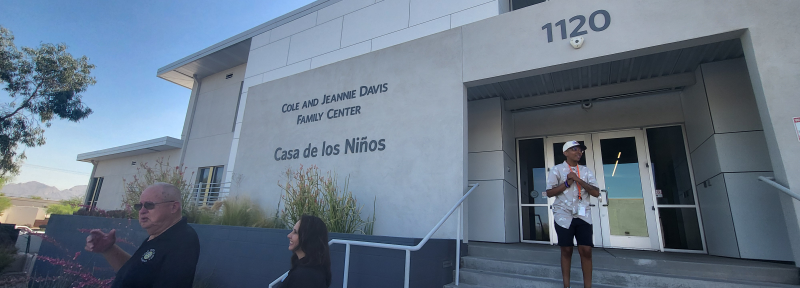 1120
COLE AND JEANNIE DAVIS
FAMILY CENTER
Casa de los Niños